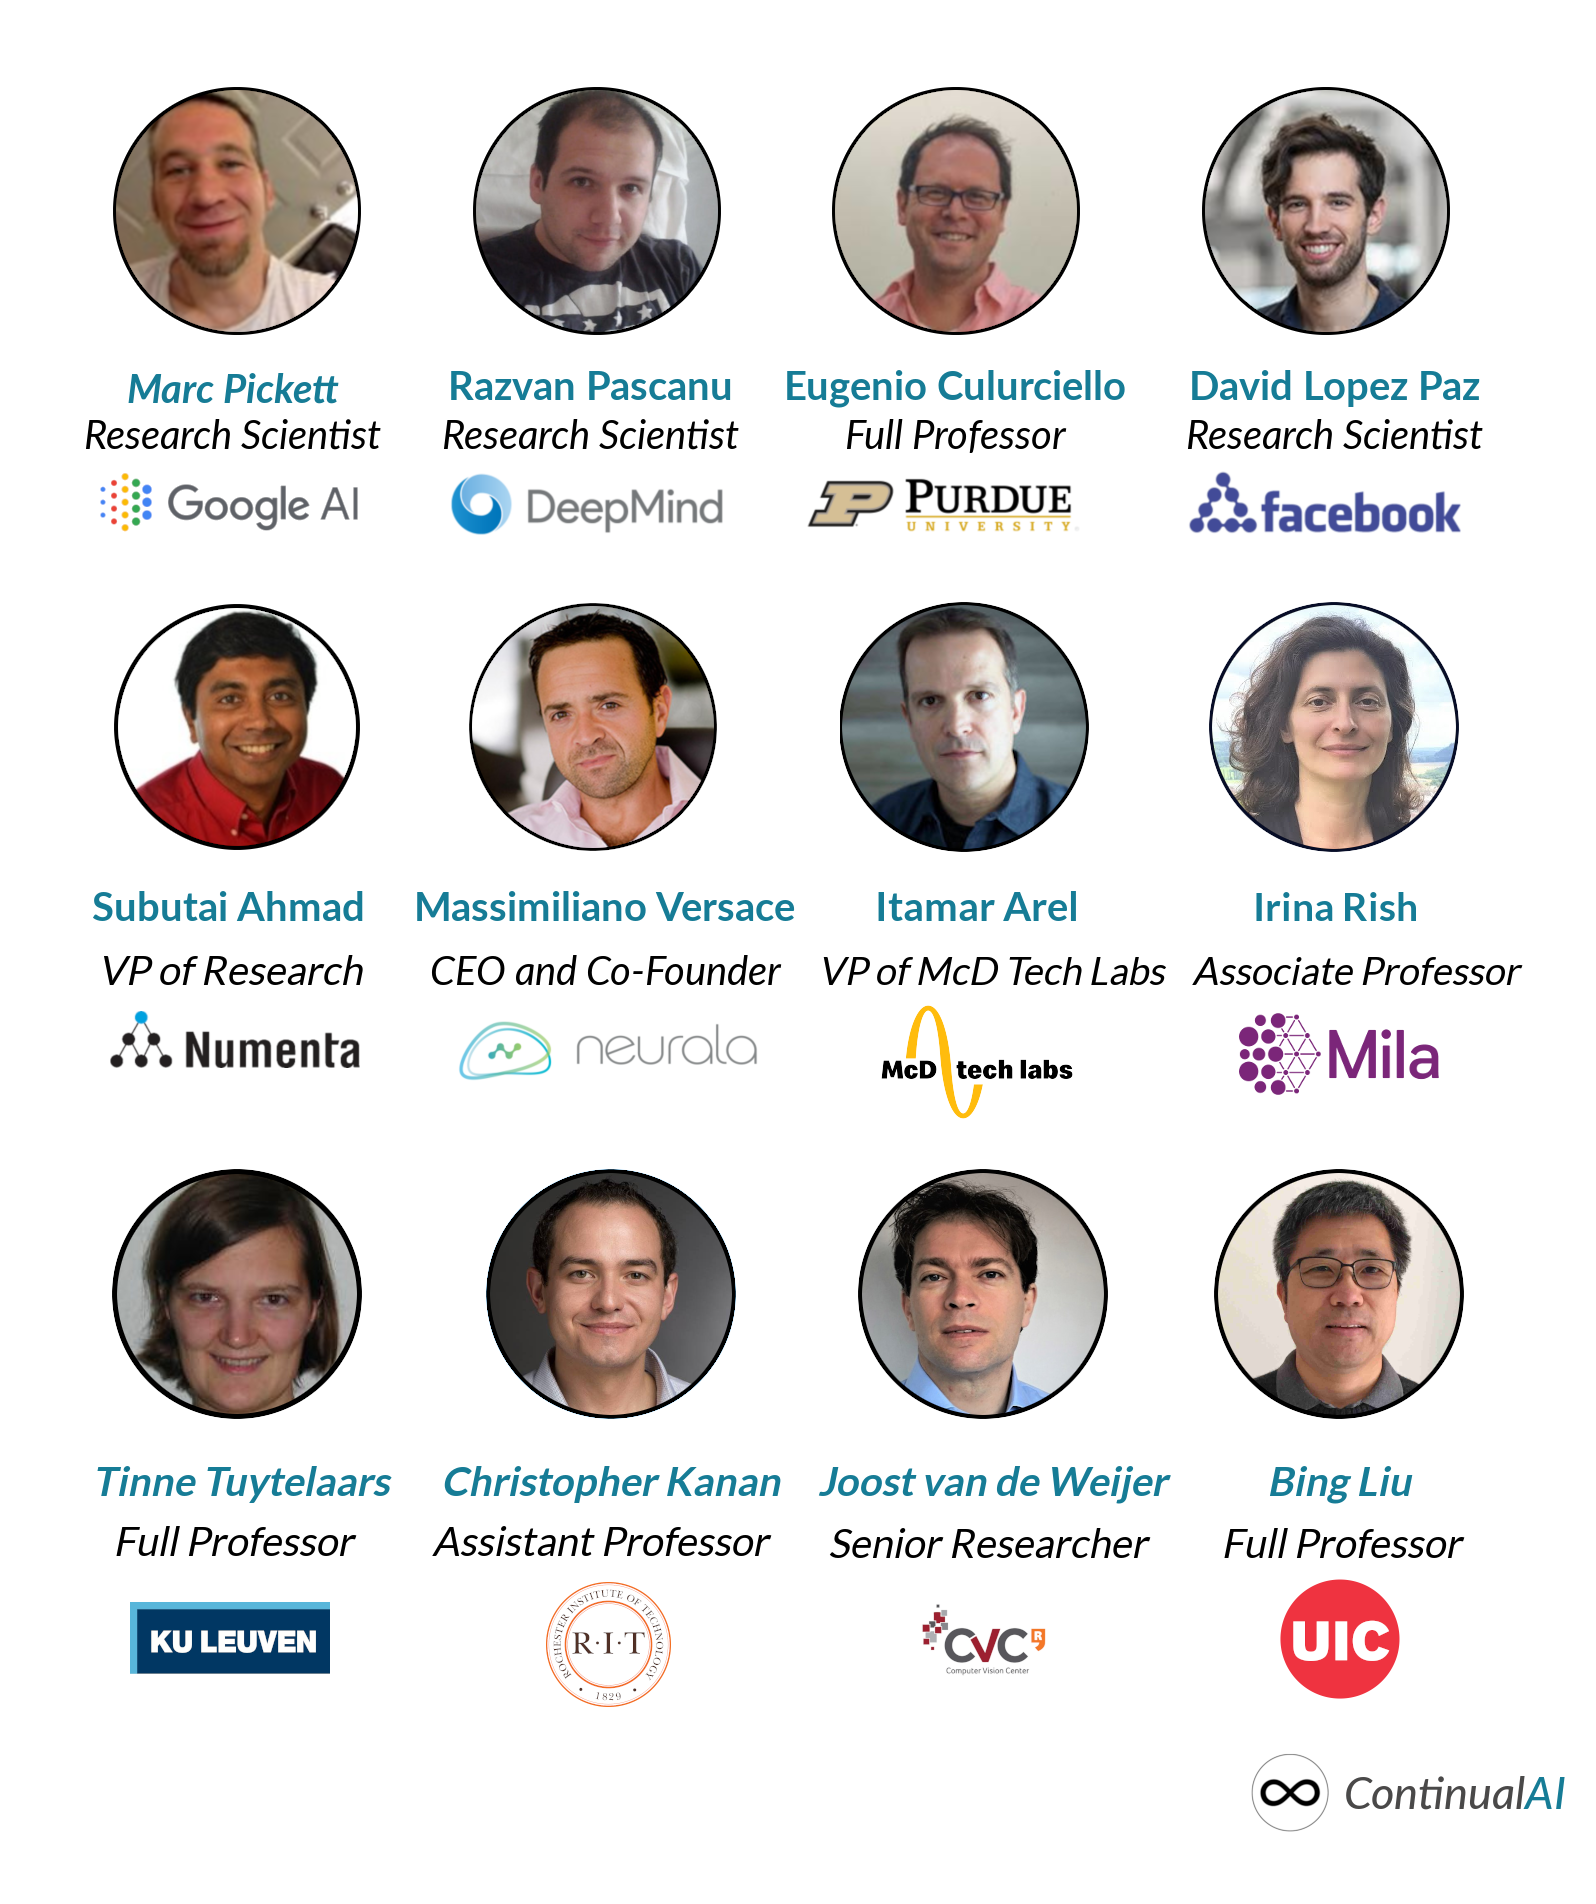 Marc Pickett
Research Scientist
Google AI
Razvan Pascanu
Research Scientist
DeepMind
Eugenio Culurciello
Full Professor
P PURDUE
UNIVERSITY
David Lopez Paz
Research Scientist
facebook
Subutai Ahmad
VP of Research
Numenta
Massimiliano Versace
CEO and Co-Founder
neurala
Itamar Arel
VP of McD Tech Labs
McD tech labs
Irina Rish
Associate Professor
Mila
Tinne Tuytelaars
Full Professor
KU LEUVEN
Christopher Kanan
Assistant Professor
ROCHESTER INSTITUTE OF TECHNOLOGY
R·I·T
• 1829 •
Joost van de Weijer
Senior Researcher
CVC R
Computer Vision Center
Bing Liu
Full Professor
UIC
ContinualAI